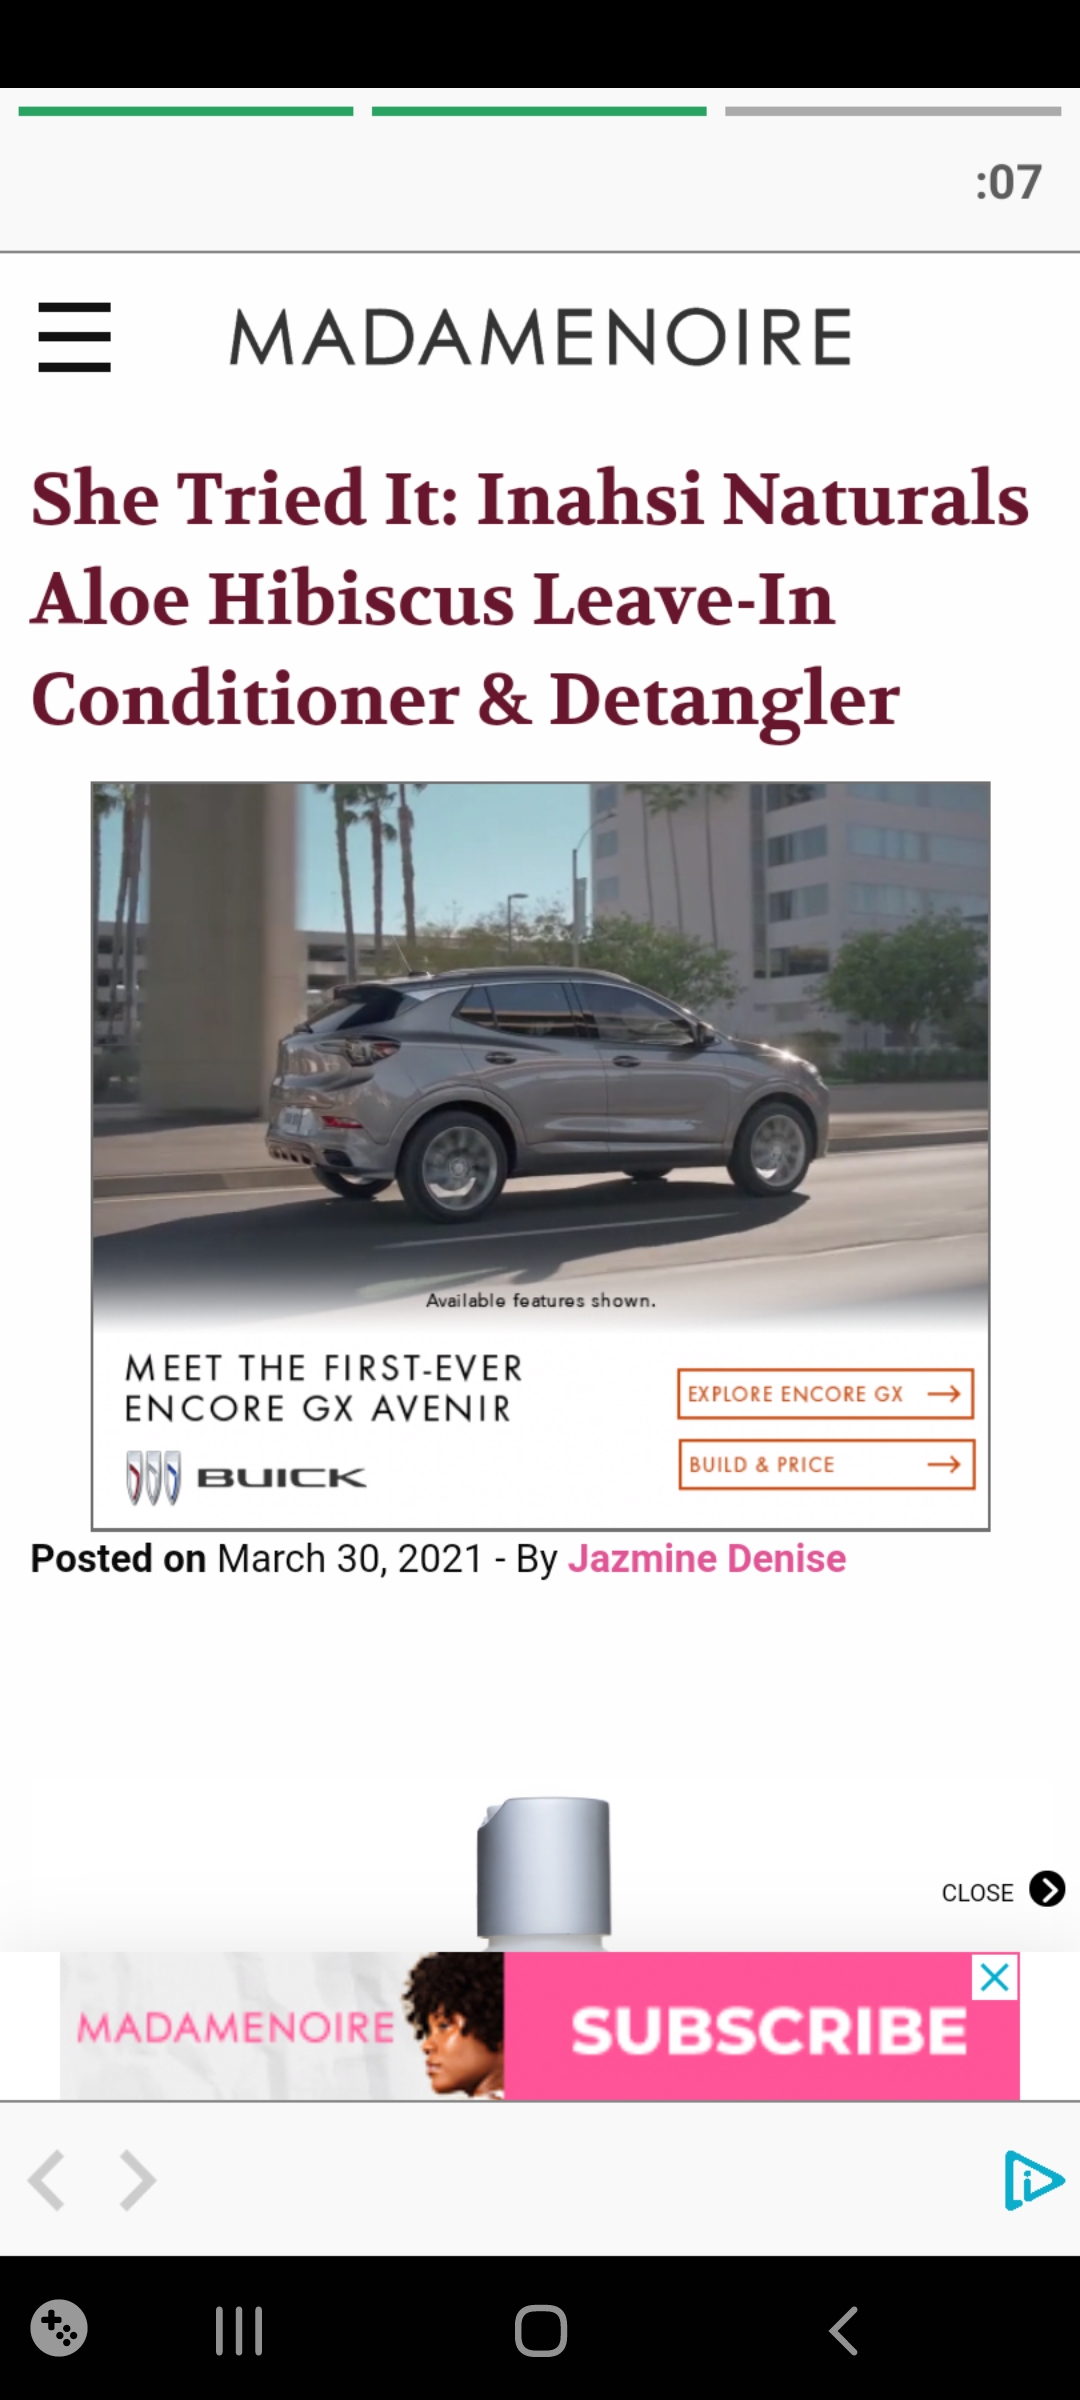 :07
MADAMENOIRE
She Tried It: Inahsi Naturals
Aloe Hibiscus Leave-In
Conditioner & Detangler
Available features shown.
MEET THE FIRST-EVER
ENCORE GX AVENIR
BUICK
EXPLORE ENCORE GX
BUILD & PRICE
Posted on March 30, 2021 - By Jazmine Denise
CLOSE
MADAMENOIRE
SUBSCRIBE